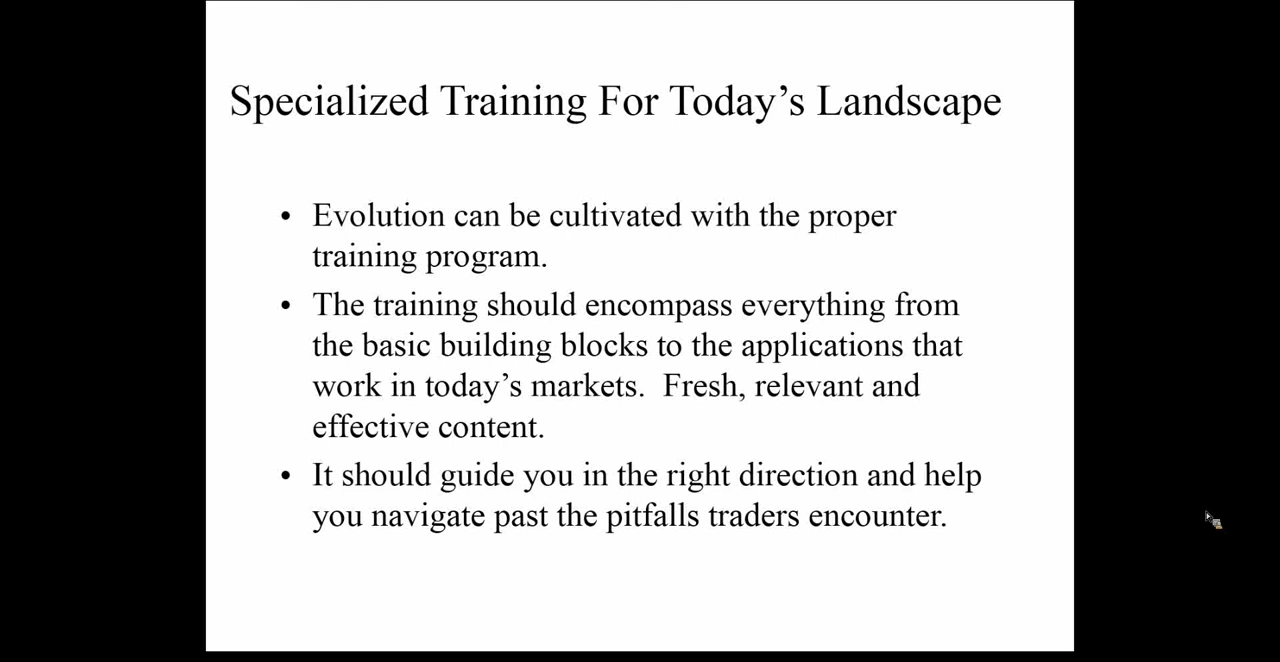 Specialized Training For Today’s Landscape
• Evolution can be cultivated with the proper
training program.
• The training should encompass everything from
the basic building blocks to the applications that
work in today’s markets.  Fresh, relevant and
effective content.
• It should guide you in the right direction and help
you navigate past the pitfalls traders encounter.